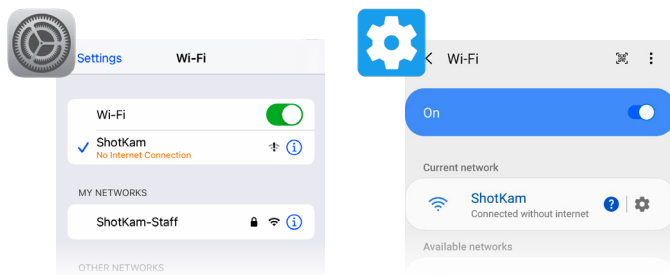 Settings
Wi-Fi
Wi-Fi
ShotKam
No Internet Connection
MY NETWORKS
ShotKam-Staff
OTHER NETWORKS
Wi-Fi
On
Current network
ShotKam
Connected without internet
Available networks